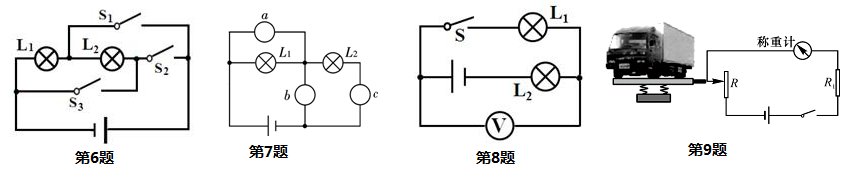 S₁
L₁ L₂ S₂
S₃
第6题
a
L₁ L₂
b c
第7题
L₁
S
L₂
V
第8题
称重计
R R₁
第9题